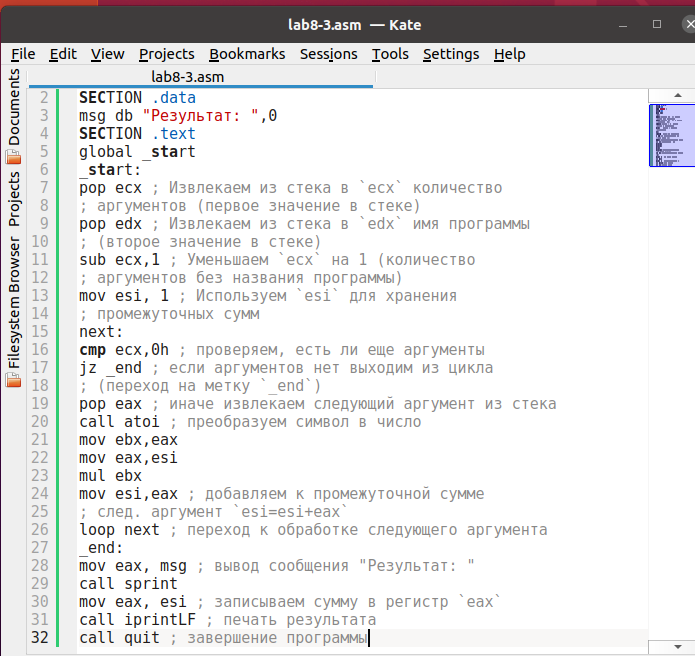 lab8-3.asm — Kate
File Edit View Projects Bookmarks Sessions Tools Settings Help
lab8-3.asm
Documents
Projects
Filesystem Browser
2 SECTION .data
3 msg db "Результат: ",0
4 SECTION .text
5 global _start
6 _start:
7 pop ecx ; Извлекаем из стека в `ecx` количество
8 ; аргументов (первое значение в стеке)
9 pop edx ; Извлекаем из стека в `edx` имя программы
10 ; (второе значение в стеке)
11 sub ecx,1 ; Уменьшаем `ecx` на 1 (количество
12 ; аргументов без названия программы)
13 mov esi, 1 ; Используем `esi` для хранения
14 ; промежуточных сумм
15 next:
16 cmp ecx,0h ; проверяем, есть ли еще аргументы
17 jz _end ; если аргументов нет выходим из цикла
18 ; (переход на метку `_end`)
19 pop eax ; иначе извлекаем следующий аргумент из стека
20 call atoi ; преобразуем символ в число
21 mov ebx,eax
22 mov eax,esi
23 mul ebx
24 mov esi,eax ; добавляем к промежуточной сумме
25 ; след. аргумент `esi=esi+eax`
26 loop next ; переход к обработке следующего аргумента
27 _end:
28 mov eax, msg ; вывод сообщения "Результат: "
29 call sprint
30 mov eax, esi ; записываем сумму в регистр `eax`
31 call iprintLF ; печать результата
32 call quit ; завершение программы